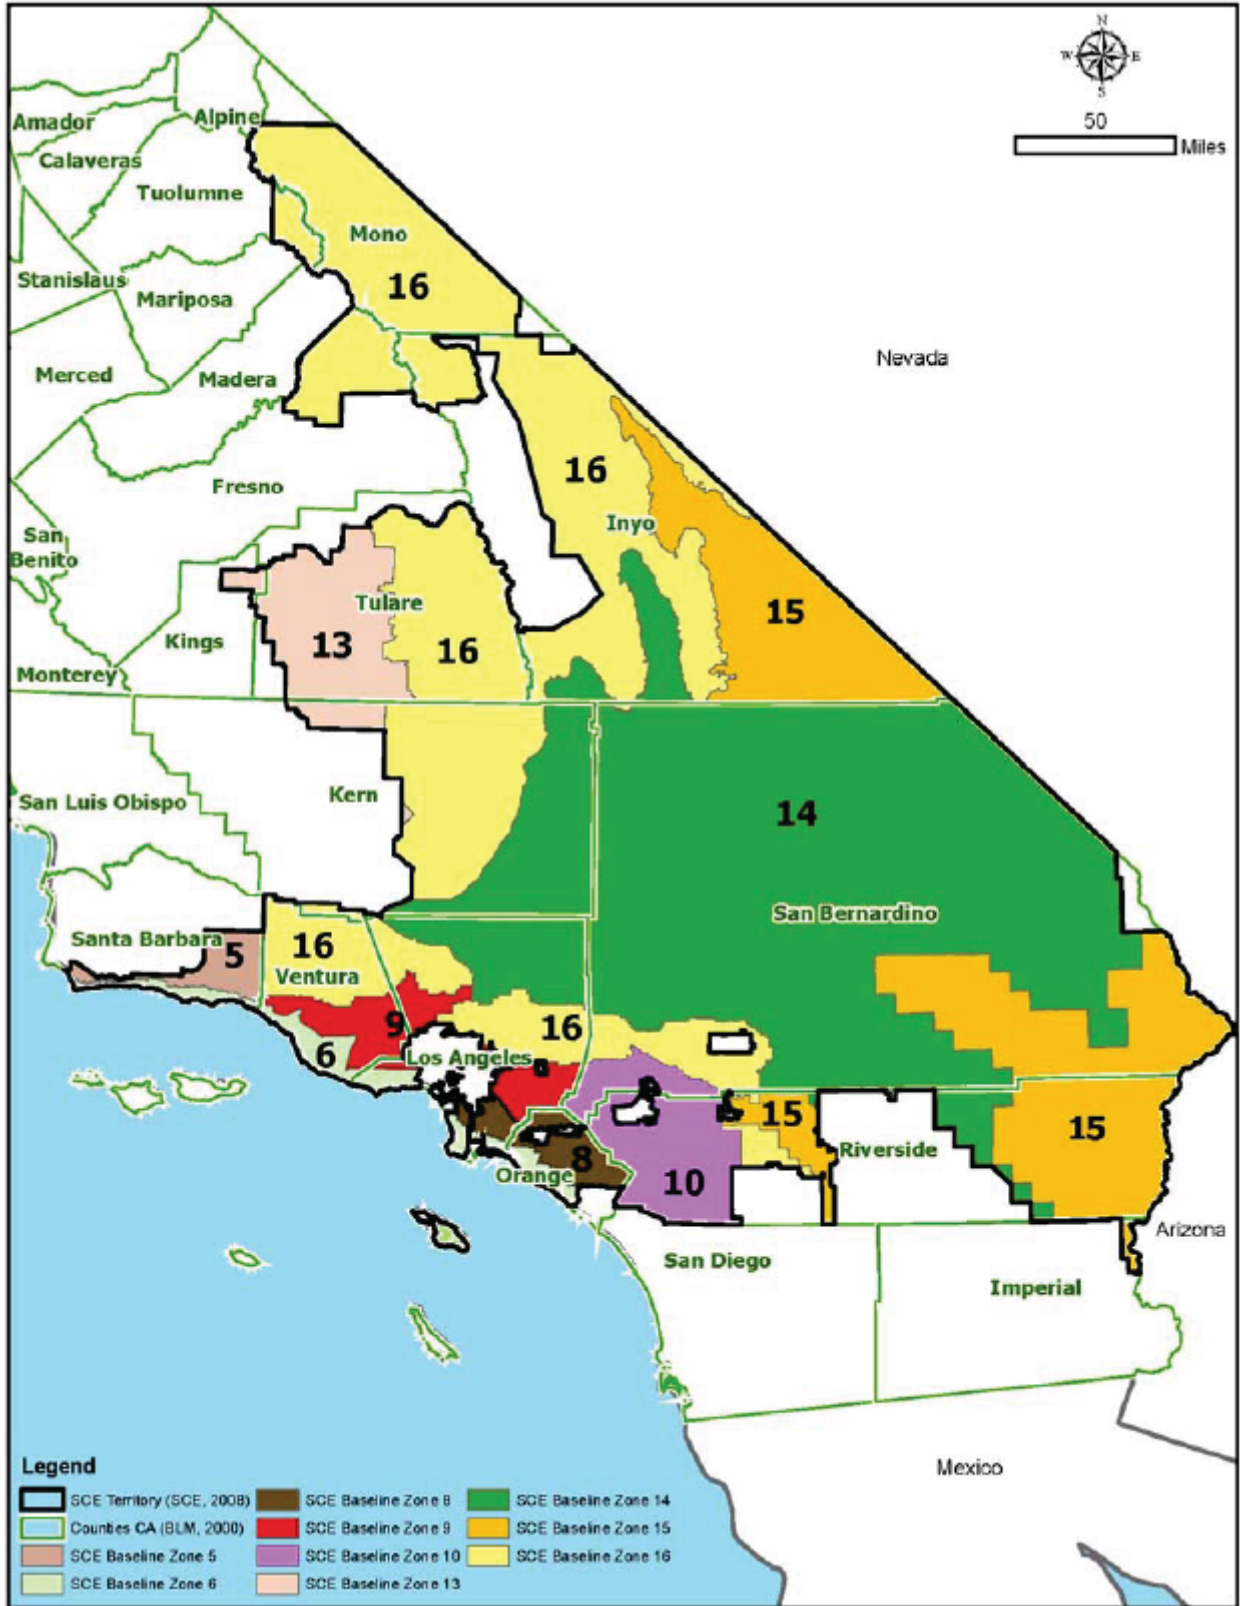 N
W E
S
50
Miles
Alpine
Amador
Calaveras
Tuolumne
Mono
Stanislaus
16
Mariposa
Nevada
Merced
Madera
16
Fresno
Inyo
San
Benito
Tulare
15
13
16
Kings
Monterey
San Luis Obispo
Kern
14
San Bernardino
Santa Barbara
5
16
Ventura
9
16
6
Los Angeles
15
15
Riverside
8
Orange
10
Arizona
San Diego
Imperial
Mexico
Legend
SCE Territory (SCE, 2008)
Counties CA (BLM, 2000)
SCE Baseline Zone 5
SCE Baseline Zone 6
SCE Baseline Zone 8
SCE Baseline Zone 9
SCE Baseline Zone 10
SCE Baseline Zone 13
SCE Baseline Zone 14
SCE Baseline Zone 15
SCE Baseline Zone 16